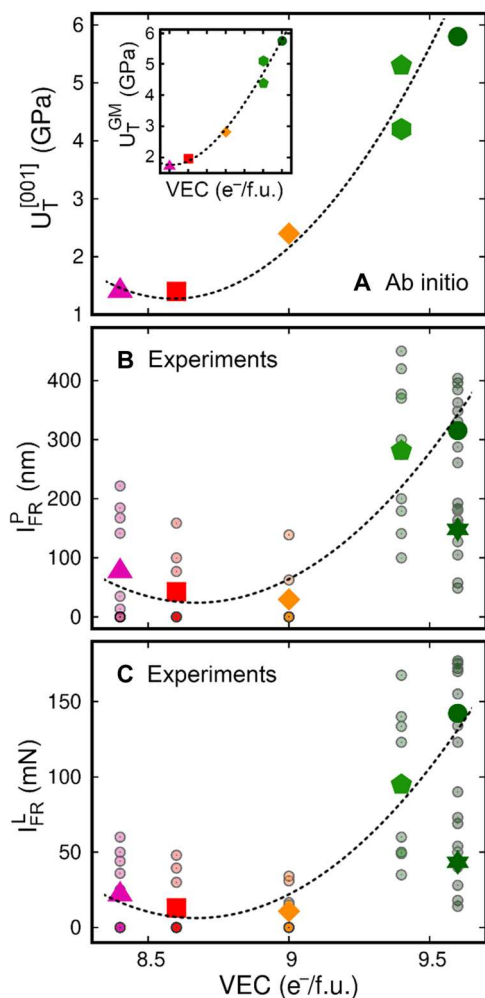 A
6
5
4
3
2
1
U_T^[001] (GPa)
6
5
4
3
2
U_T^GM (GPa)
VEC (e⁻/f.u.)
A Ab initio
B Experiments
400
300
200
100
0
I_FR^P (nm)
C Experiments
150
100
50
0
I_FR^L (mN)
8.5 9 9.5
VEC (e⁻/f.u.)